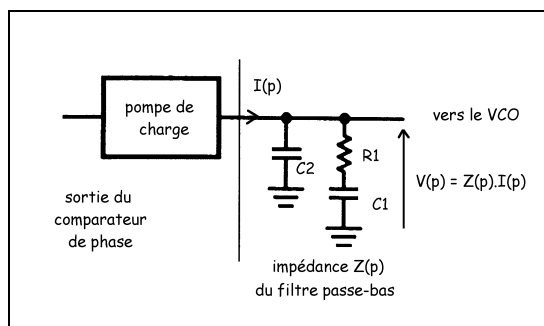 I(p)
pompe de
charge
vers le VCO
C2
R1
C1
V(p) = Z(p).I(p)
sortie du
comparateur
de phase
impédance Z(p)
du filtre passe-bas